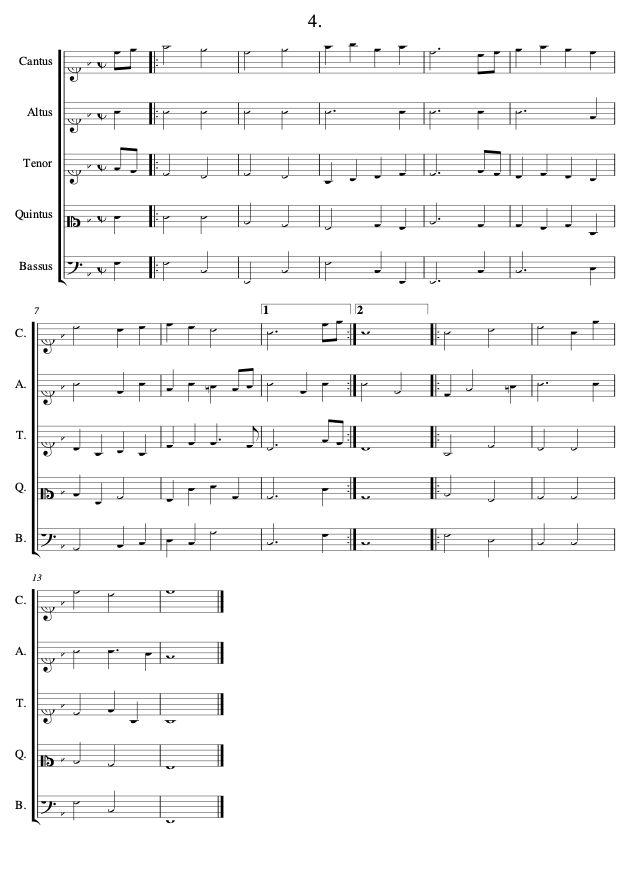 4.
Cantus
Altus
Tenor
Quintus
Bassus
7
1
2
C.
A.
T.
Q.
B.
13
C.
A.
T.
Q.
B.